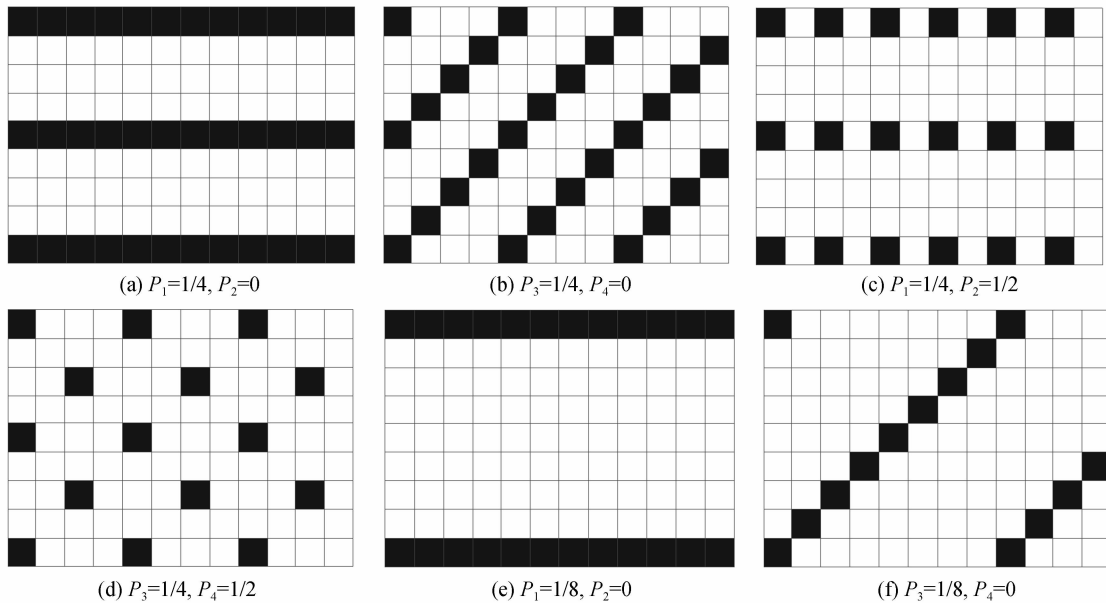 (a) P₁=1/4, P₂=0
(b) P₃=1/4, P₄=0
(c) P₁=1/4, P₂=1/2
(d) P₃=1/4, P₄=1/2
(e) P₁=1/8, P₂=0
(f) P₃=1/8, P₄=0